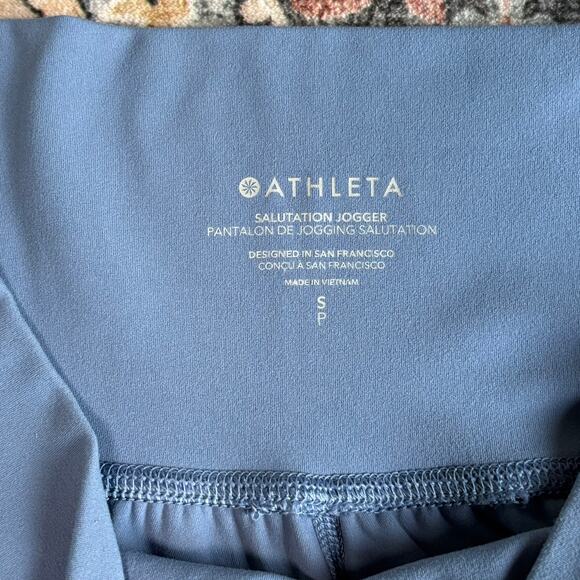 ATHLETA
SALUTATION JOGGER
PANTALON DE JOGGING SALUTATION
DESIGNED IN SAN FRANCISCO
CONÇU À SAN FRANCISCO
MADE IN VIETNAM
S
P